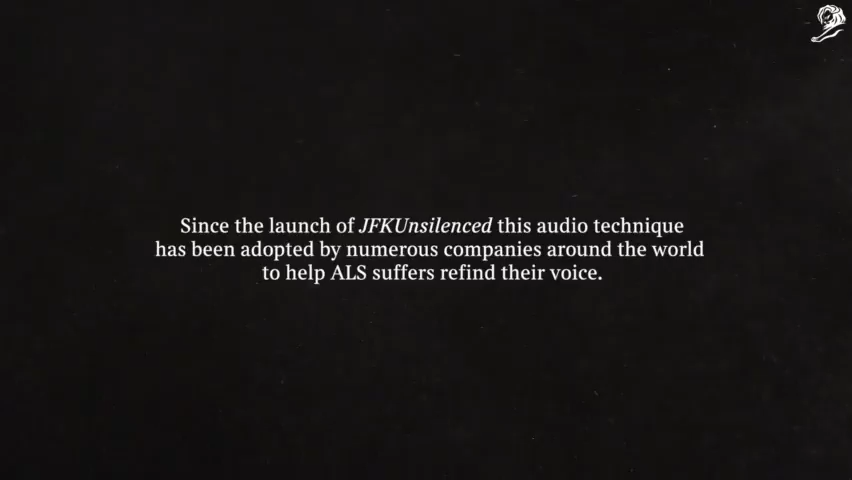 Since the launch of JFKUnsilenced this audio technique
has been adopted by numerous companies around the world
to help ALS suffers refind their voice.